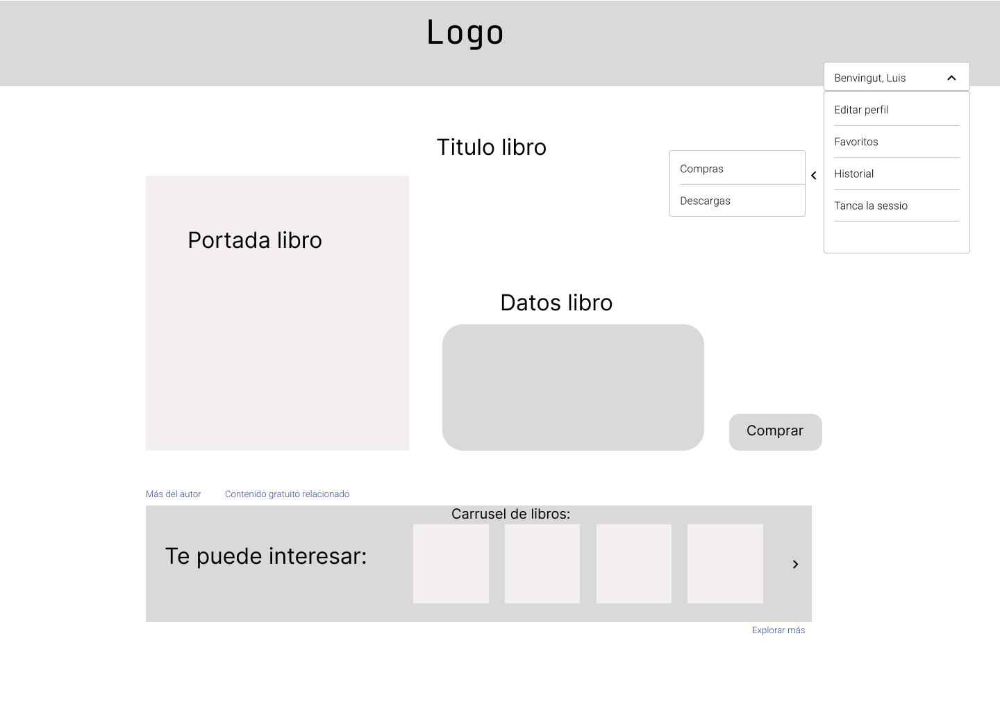 Logo
Benvingut, Luis
Editar perfil
Favoritos
Historial
Tanca la sessio
Compras
Descargas
Titulo libro
Portada libro
Datos libro
Comprar
Más del autor
Contenido gratuito relacionado
Carrusel de libros:
Te puede interesar:
Explorar más